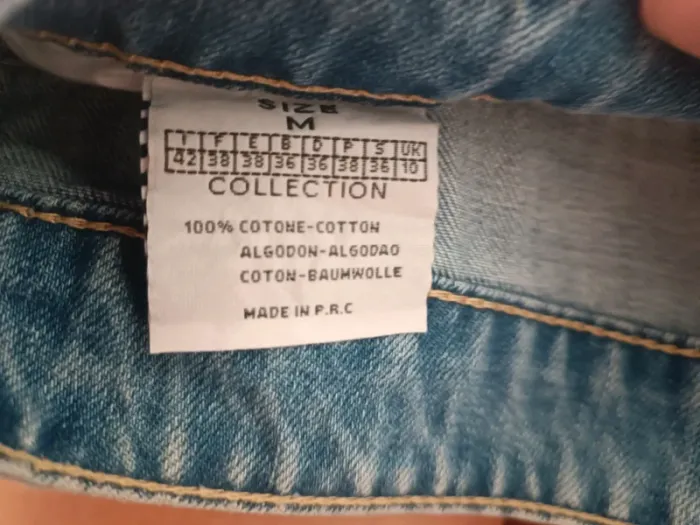 SIZE
M
I F E B D P S UK
42 38 38 36 36 38 36 10
COLLECTION
100% COTONE-COTTON
ALGODON-ALGODAO
COTON-BAUMWOLLE
MADE IN P.R.C